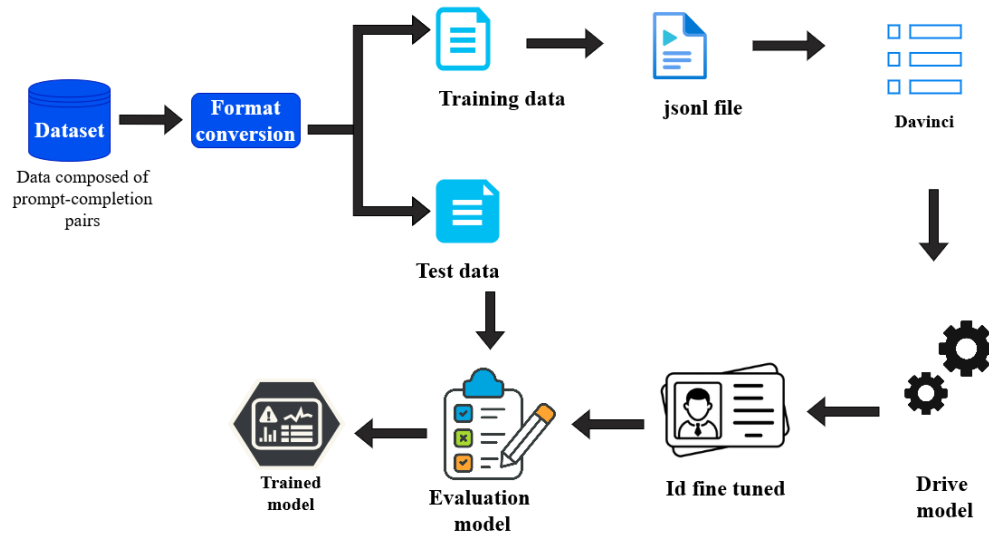 Dataset
Data composed of
prompt-completion
pairs
Format
conversion
Training data
jsonl file
Davinci
Test data
Trained
model
Evaluation
model
Id fine tuned
Drive
model